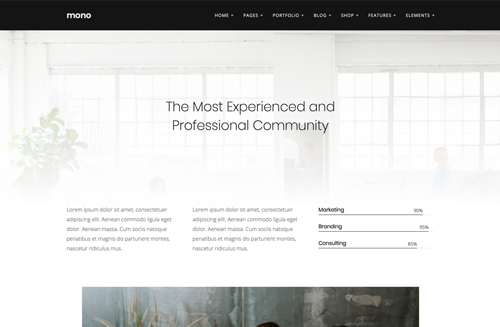 mono
HOME + PAGES + PORTFOLIO + BLOG + SHOP + FEATURES + ELEMENTS +
The Most Experienced and
Professional Community
Lorem ipsum dolor sit amet, consectetuer
adipiscing elit. Aenean commodo ligula eget
dolor. Aenean massa. Cum sociis natoque
penatibus et magnis dis parturient montes,
nascetur ridiculus mus.
Lorem ipsum dolor sit amet, consectetuer
adipiscing elit. Aenean commodo ligula eget
dolor. Aenean massa. Cum sociis natoque
penatibus et magnis dis parturient montes,
nascetur ridiculus mus.
Marketing 90%
Branding 95%
Consulting 85%